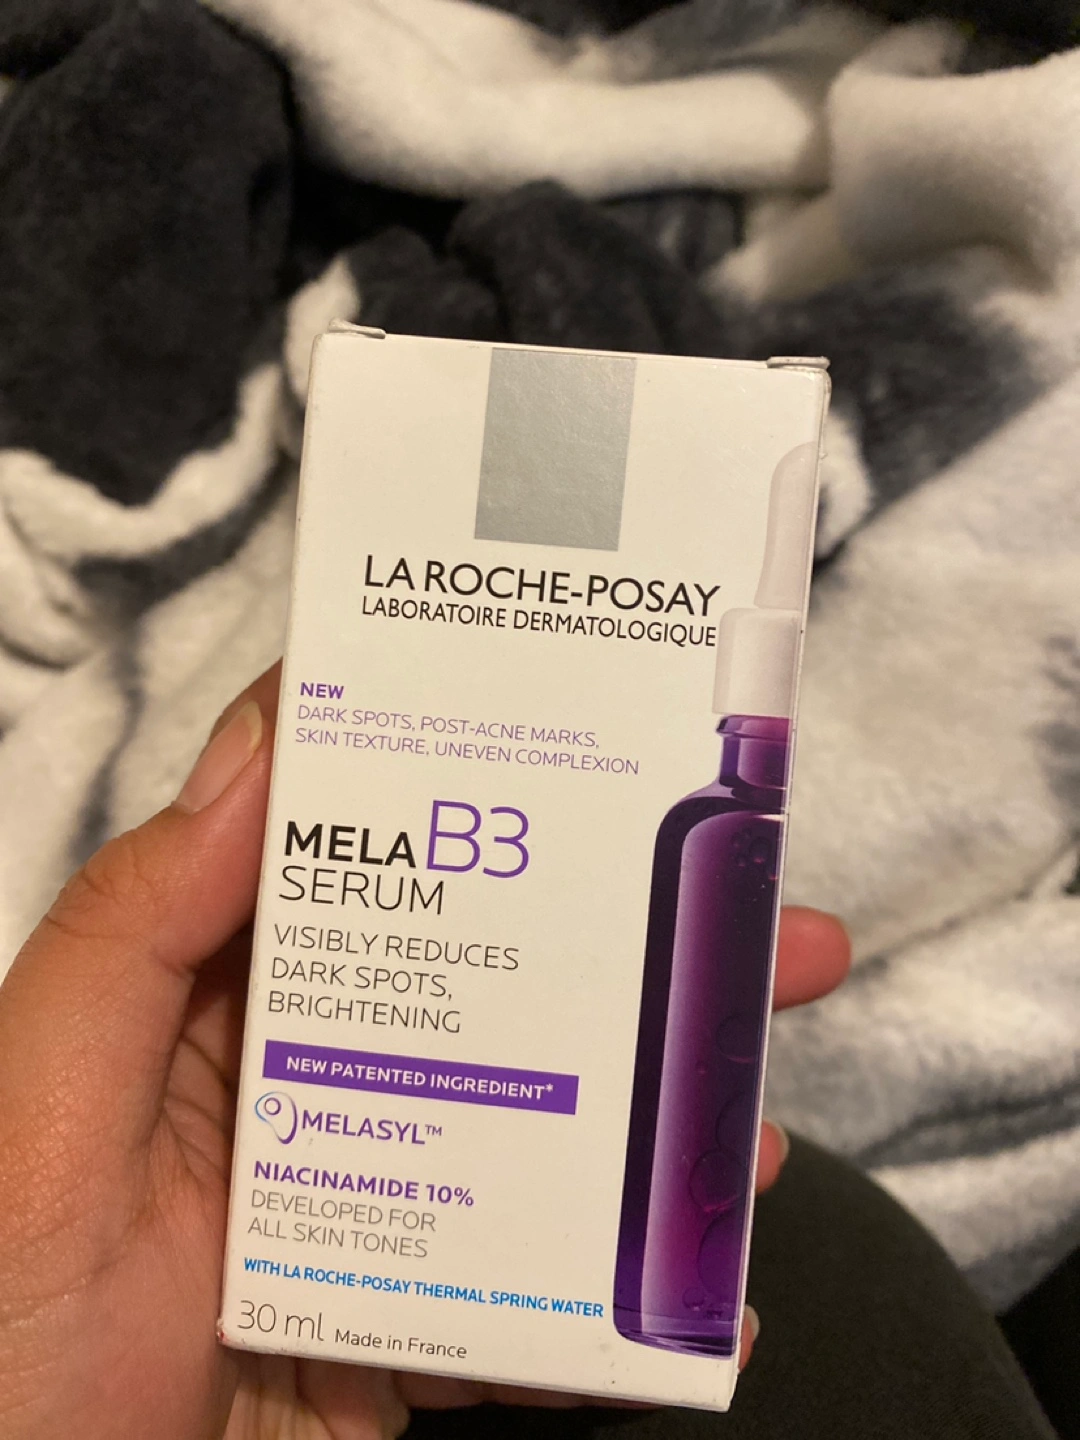 LA ROCHE-POSAY
LABORATOIRE DERMATOLOGIQUE
NEW
DARK SPOTS, POST-ACNE MARKS,
SKIN TEXTURE, UNEVEN COMPLEXION
MELA B3
SERUM
VISIBLY REDUCES
DARK SPOTS,
BRIGHTENING
NEW PATENTED INGREDIENT*
MELASYL™
NIACINAMIDE 10%
DEVELOPED FOR
ALL SKIN TONES
WITH LA ROCHE-POSAY THERMAL SPRING WATER
30 ml Made in France